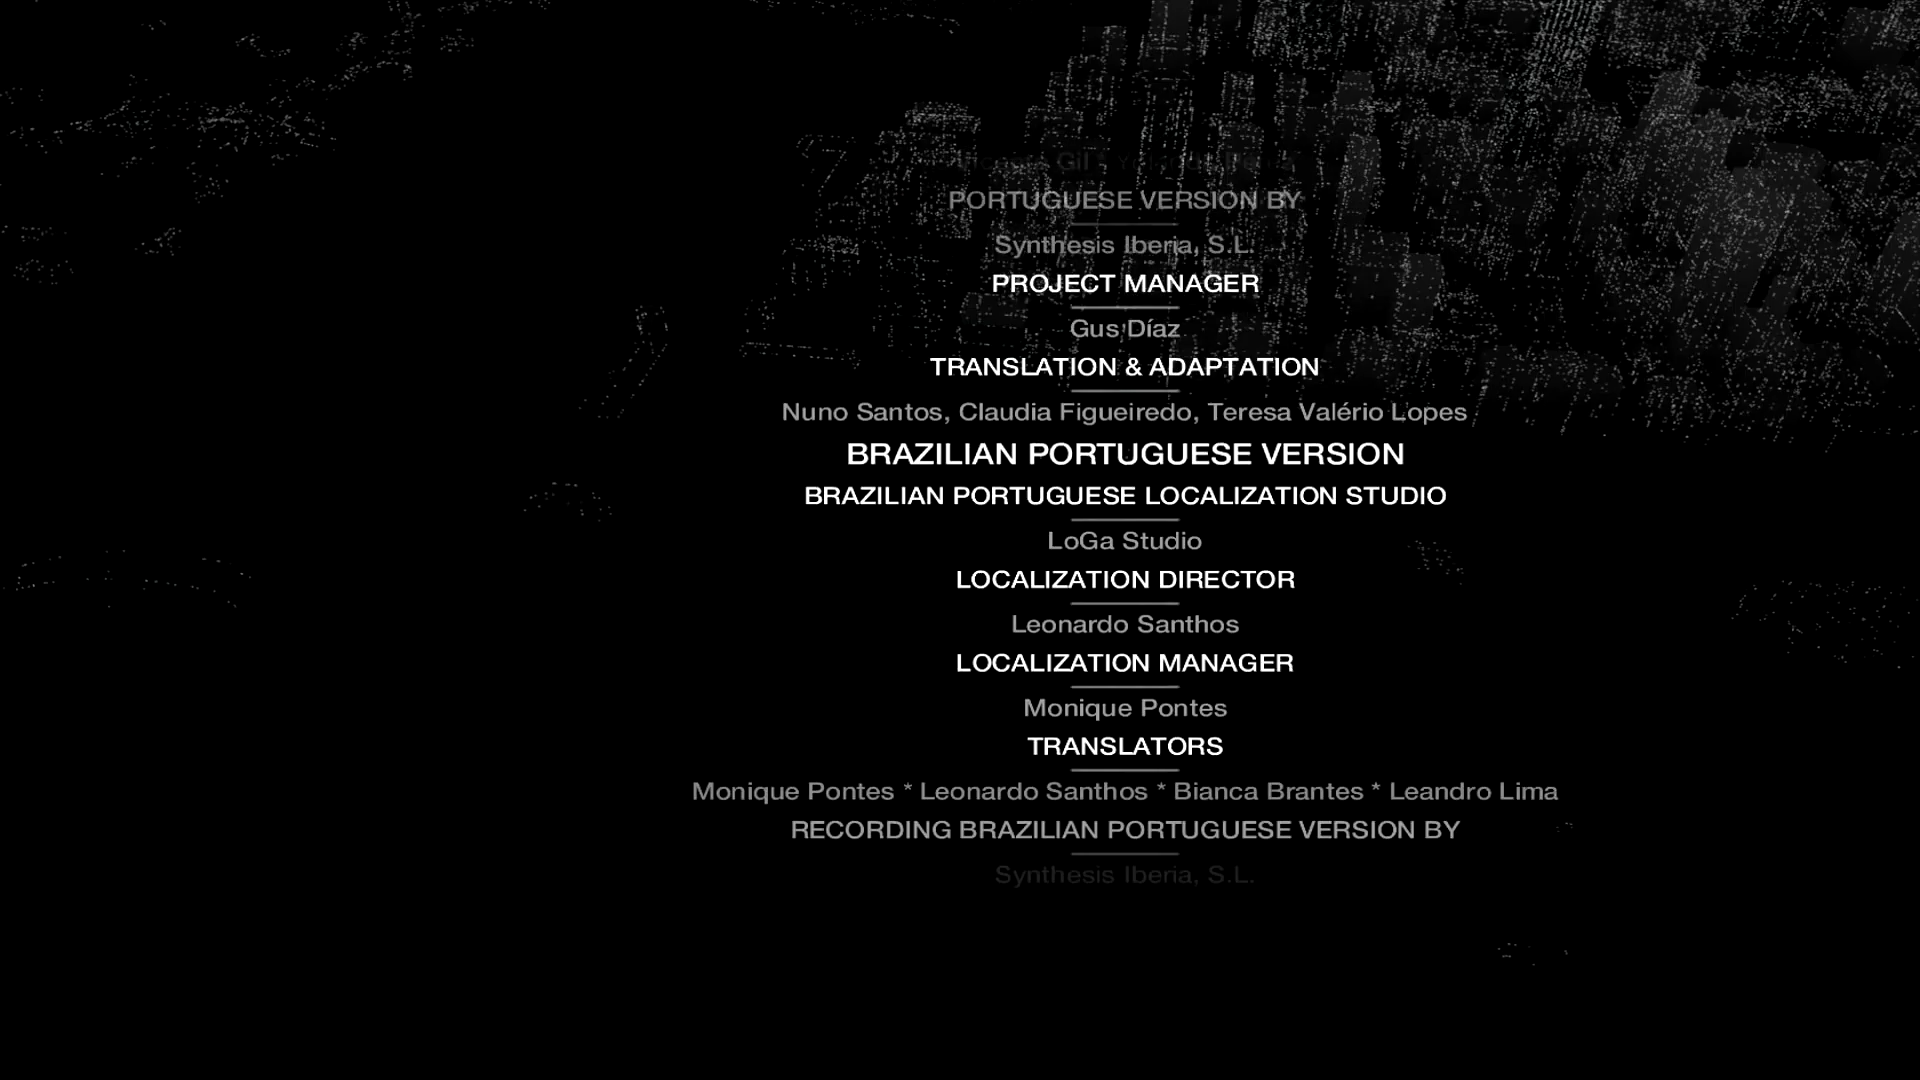 PORTUGUESE VERSION BY
Synthesis Iberia, S.L.
PROJECT MANAGER
Gus Díaz
TRANSLATION & ADAPTATION
Nuno Santos, Claudia Figueiredo, Teresa Valério Lopes
BRAZILIAN PORTUGUESE VERSION
BRAZILIAN PORTUGUESE LOCALIZATION STUDIO
LoGa Studio
LOCALIZATION DIRECTOR
Leonardo Santhos
LOCALIZATION MANAGER
Monique Pontes
TRANSLATORS
Monique Pontes * Leonardo Santhos * Bianca Brantes * Leandro Lima
RECORDING BRAZILIAN PORTUGUESE VERSION BY
Synthesis Iberia, S.L.